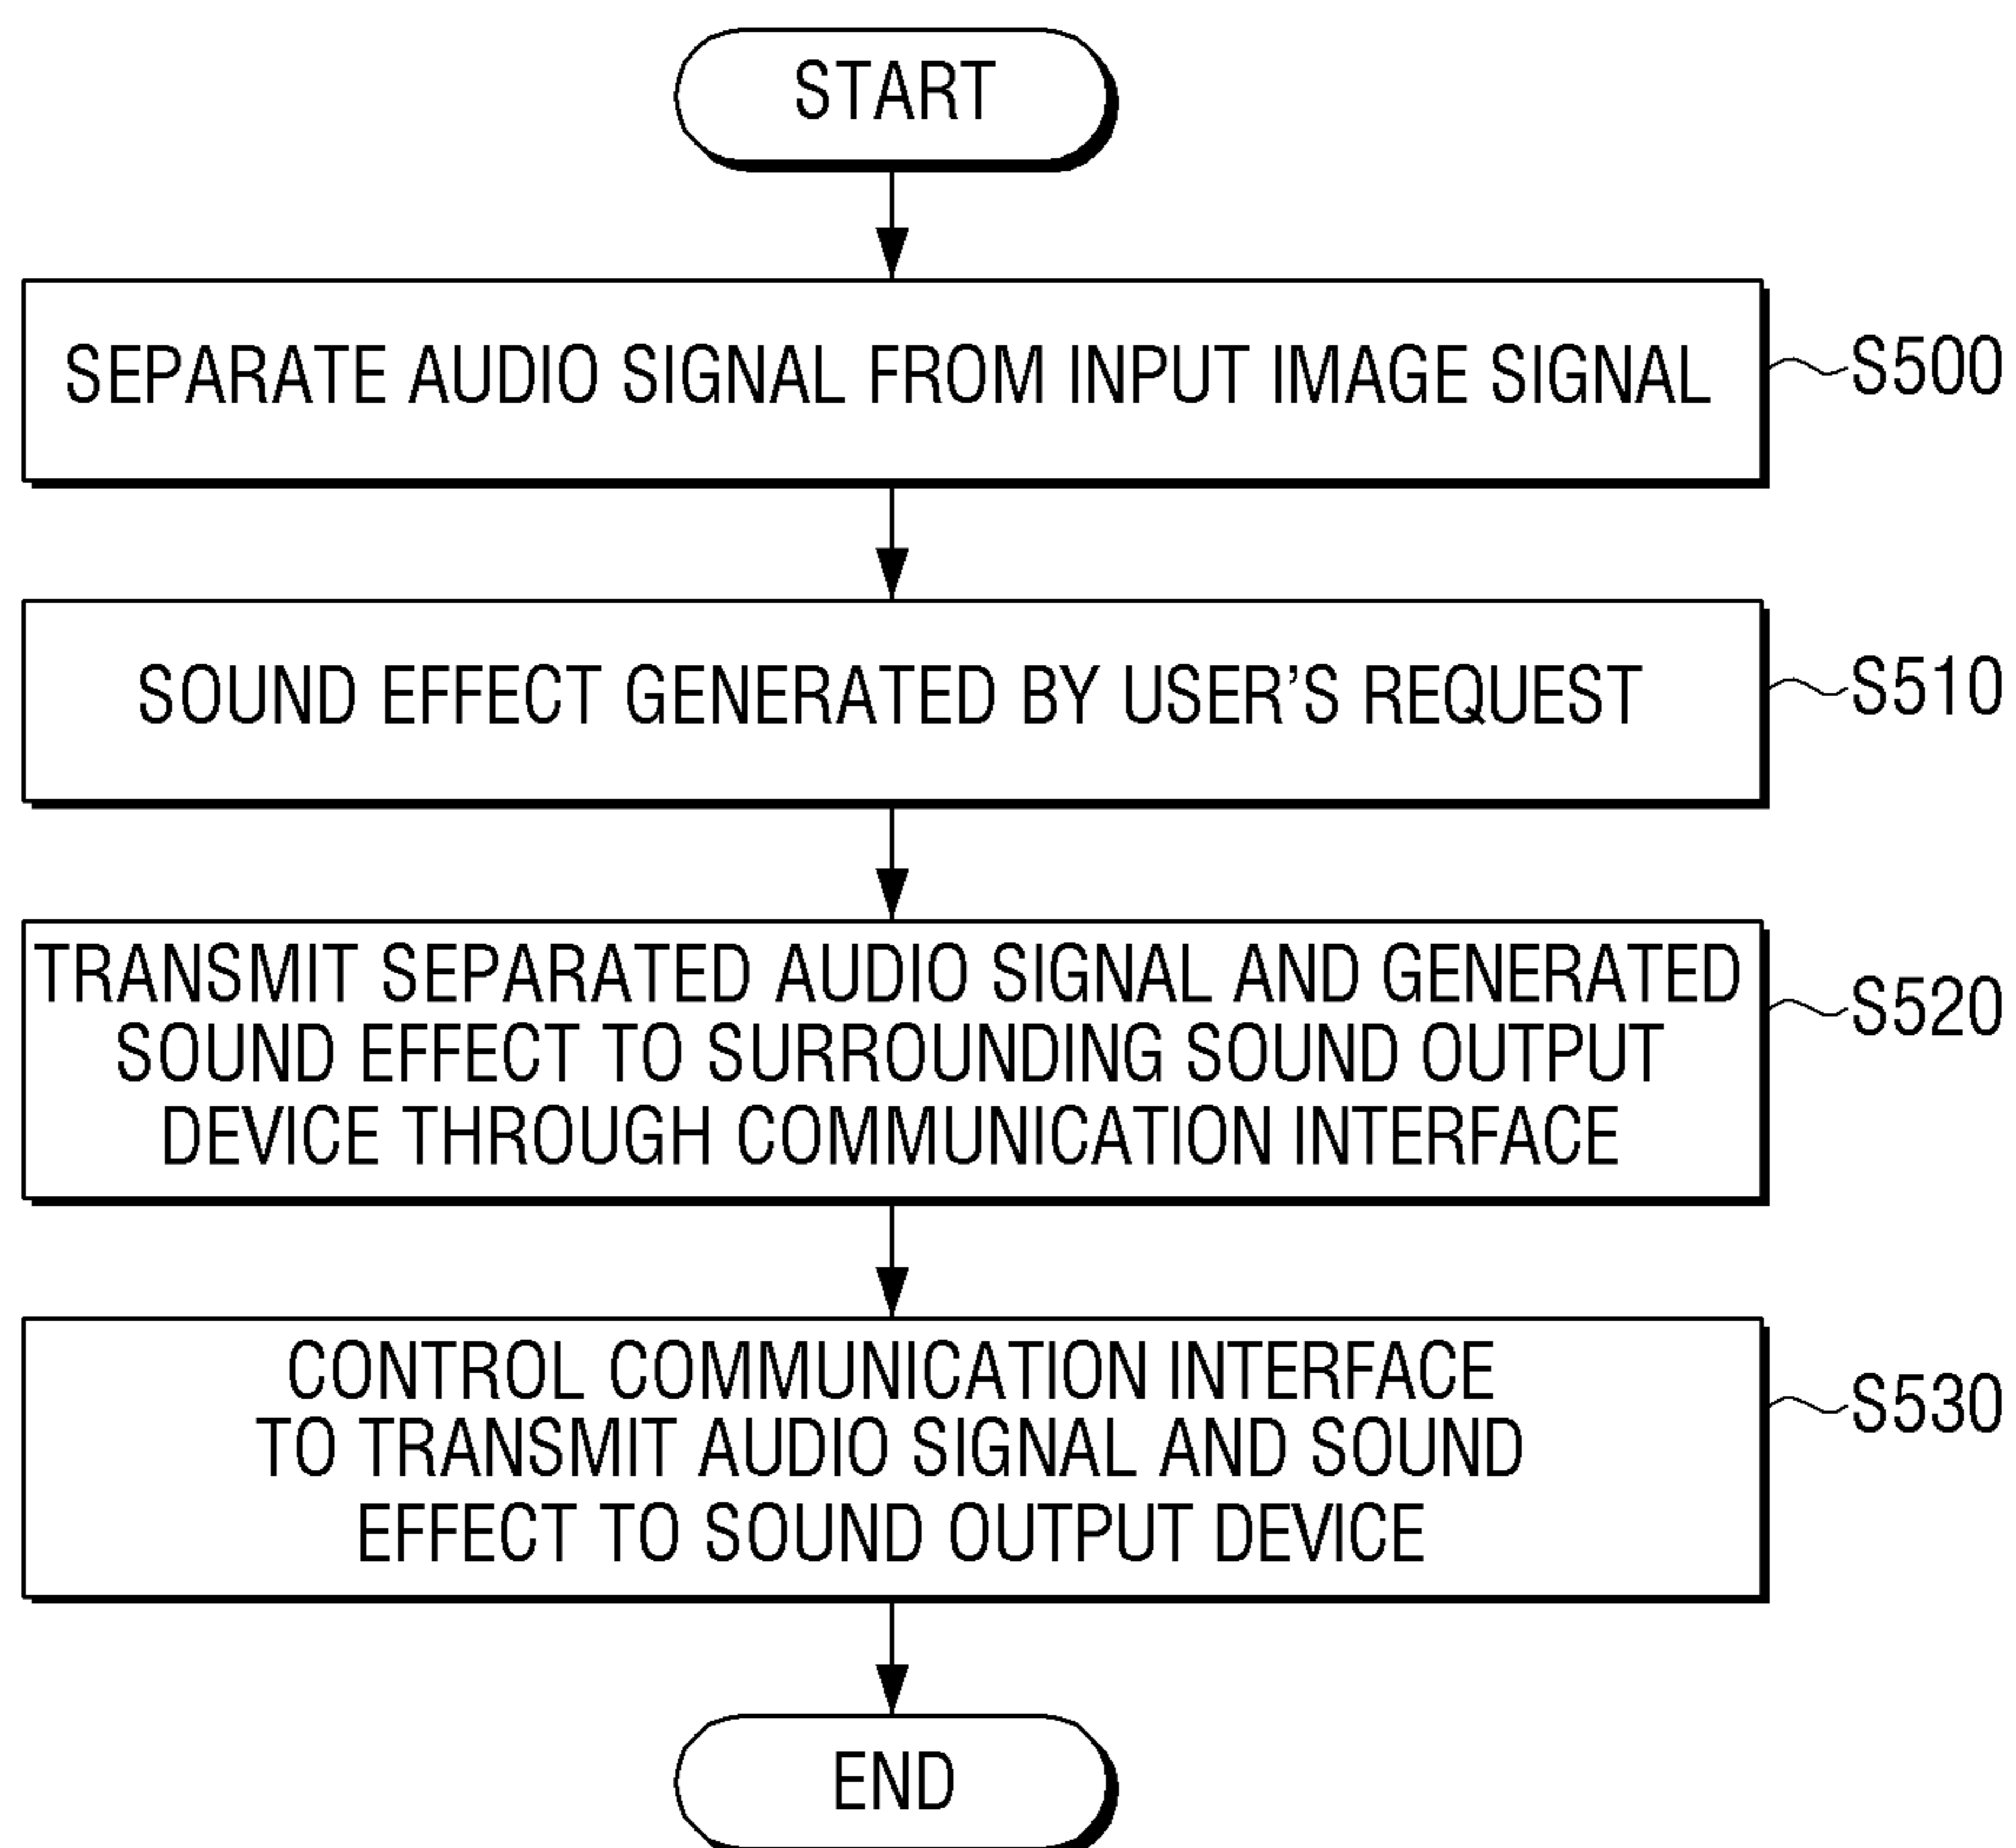 START
SEPARATE AUDIO SIGNAL FROM INPUT IMAGE SIGNAL
S500
SOUND EFFECT GENERATED BY USER’S REQUEST
S510
TRANSMIT SEPARATED AUDIO SIGNAL AND GENERATED
SOUND EFFECT TO SURROUNDING SOUND OUTPUT
DEVICE THROUGH COMMUNICATION INTERFACE
S520
CONTROL COMMUNICATION INTERFACE
TO TRANSMIT AUDIO SIGNAL AND SOUND
EFFECT TO SOUND OUTPUT DEVICE
S530
END